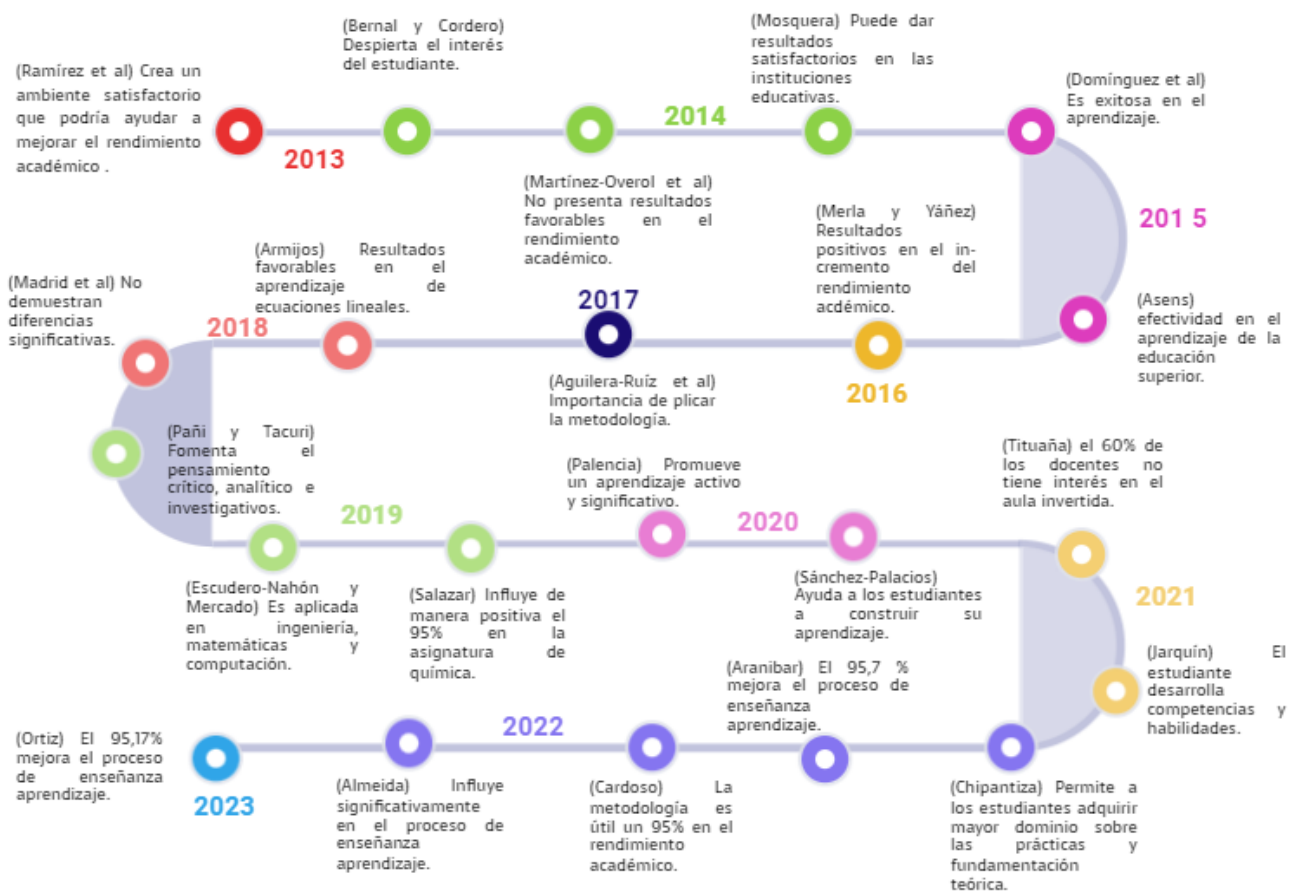 (Ramírez et al) Crea un
ambiente satisfactorio
que podría ayudar a
mejorar el rendimiento
académico .
2013
(Bernal y Cordero)
Despierta el interés
del estudiante.
(Martínez-Overol et al)
No presenta resultados
favorables en el
rendimiento
académico.
2014
(Mosquera) Puede dar
resultados
satisfactorios en las
instituciones
educativas.
(Domínguez et al)
Es exitosa en el
aprendizaje.
201 5
(Asens)
efectividad en el
aprendizaje de la
educación
superior.
(Merla y Yáñez)
Resultados
positivos en el in-
cremento del
rendimiento
acdémico.
2016
2017
(Aguilera-Ruíz et al)
Importancia de plicar
la metodología.
(Armijos) Resultados
favorables en el
aprendizaje de
ecuaciones lineales.
2018
(Madrid et al) No
demuestran
diferencias
significativas.
(Pañi y Tacuri)
Fomenta el
pensamiento
crítico, analítico e
investigativos.
2019
(Escudero-Nahón y
Mercado) Es aplicada
en ingeniería,
matemáticas y
computación.
(Salazar) Influye de
manera positiva el
95% en la
asignatura de
química.
(Palencia) Promueve
un aprendizaje activo
y significativo.
2020
(Sánchez-Palacios)
Ayuda a los estudiantes
a construir su
aprendizaje.
(Tituaña) el 60% de
los docentes no
tiene interés en el
aula invertida.
2021
(Jarquín) El
estudiante
desarrolla
competencias y
habilidades.
(Chipantiza) Permite a
los estudiantes adquirir
mayor dominio sobre
las prácticas y
fundamentación
teórica.
(Aranibar) El 95,7 %
mejora el proceso de
enseñanza
aprendizaje.
(Cardoso) La
metodología es
útil un 95% en el
rendimiento
académico.
2022
(Almeida) Influye
significativamente
en el proceso de
enseñanza
aprendizaje.
(Ortiz) El 95,17%
mejora el proceso
de enseñanza
aprendizaje.
2023